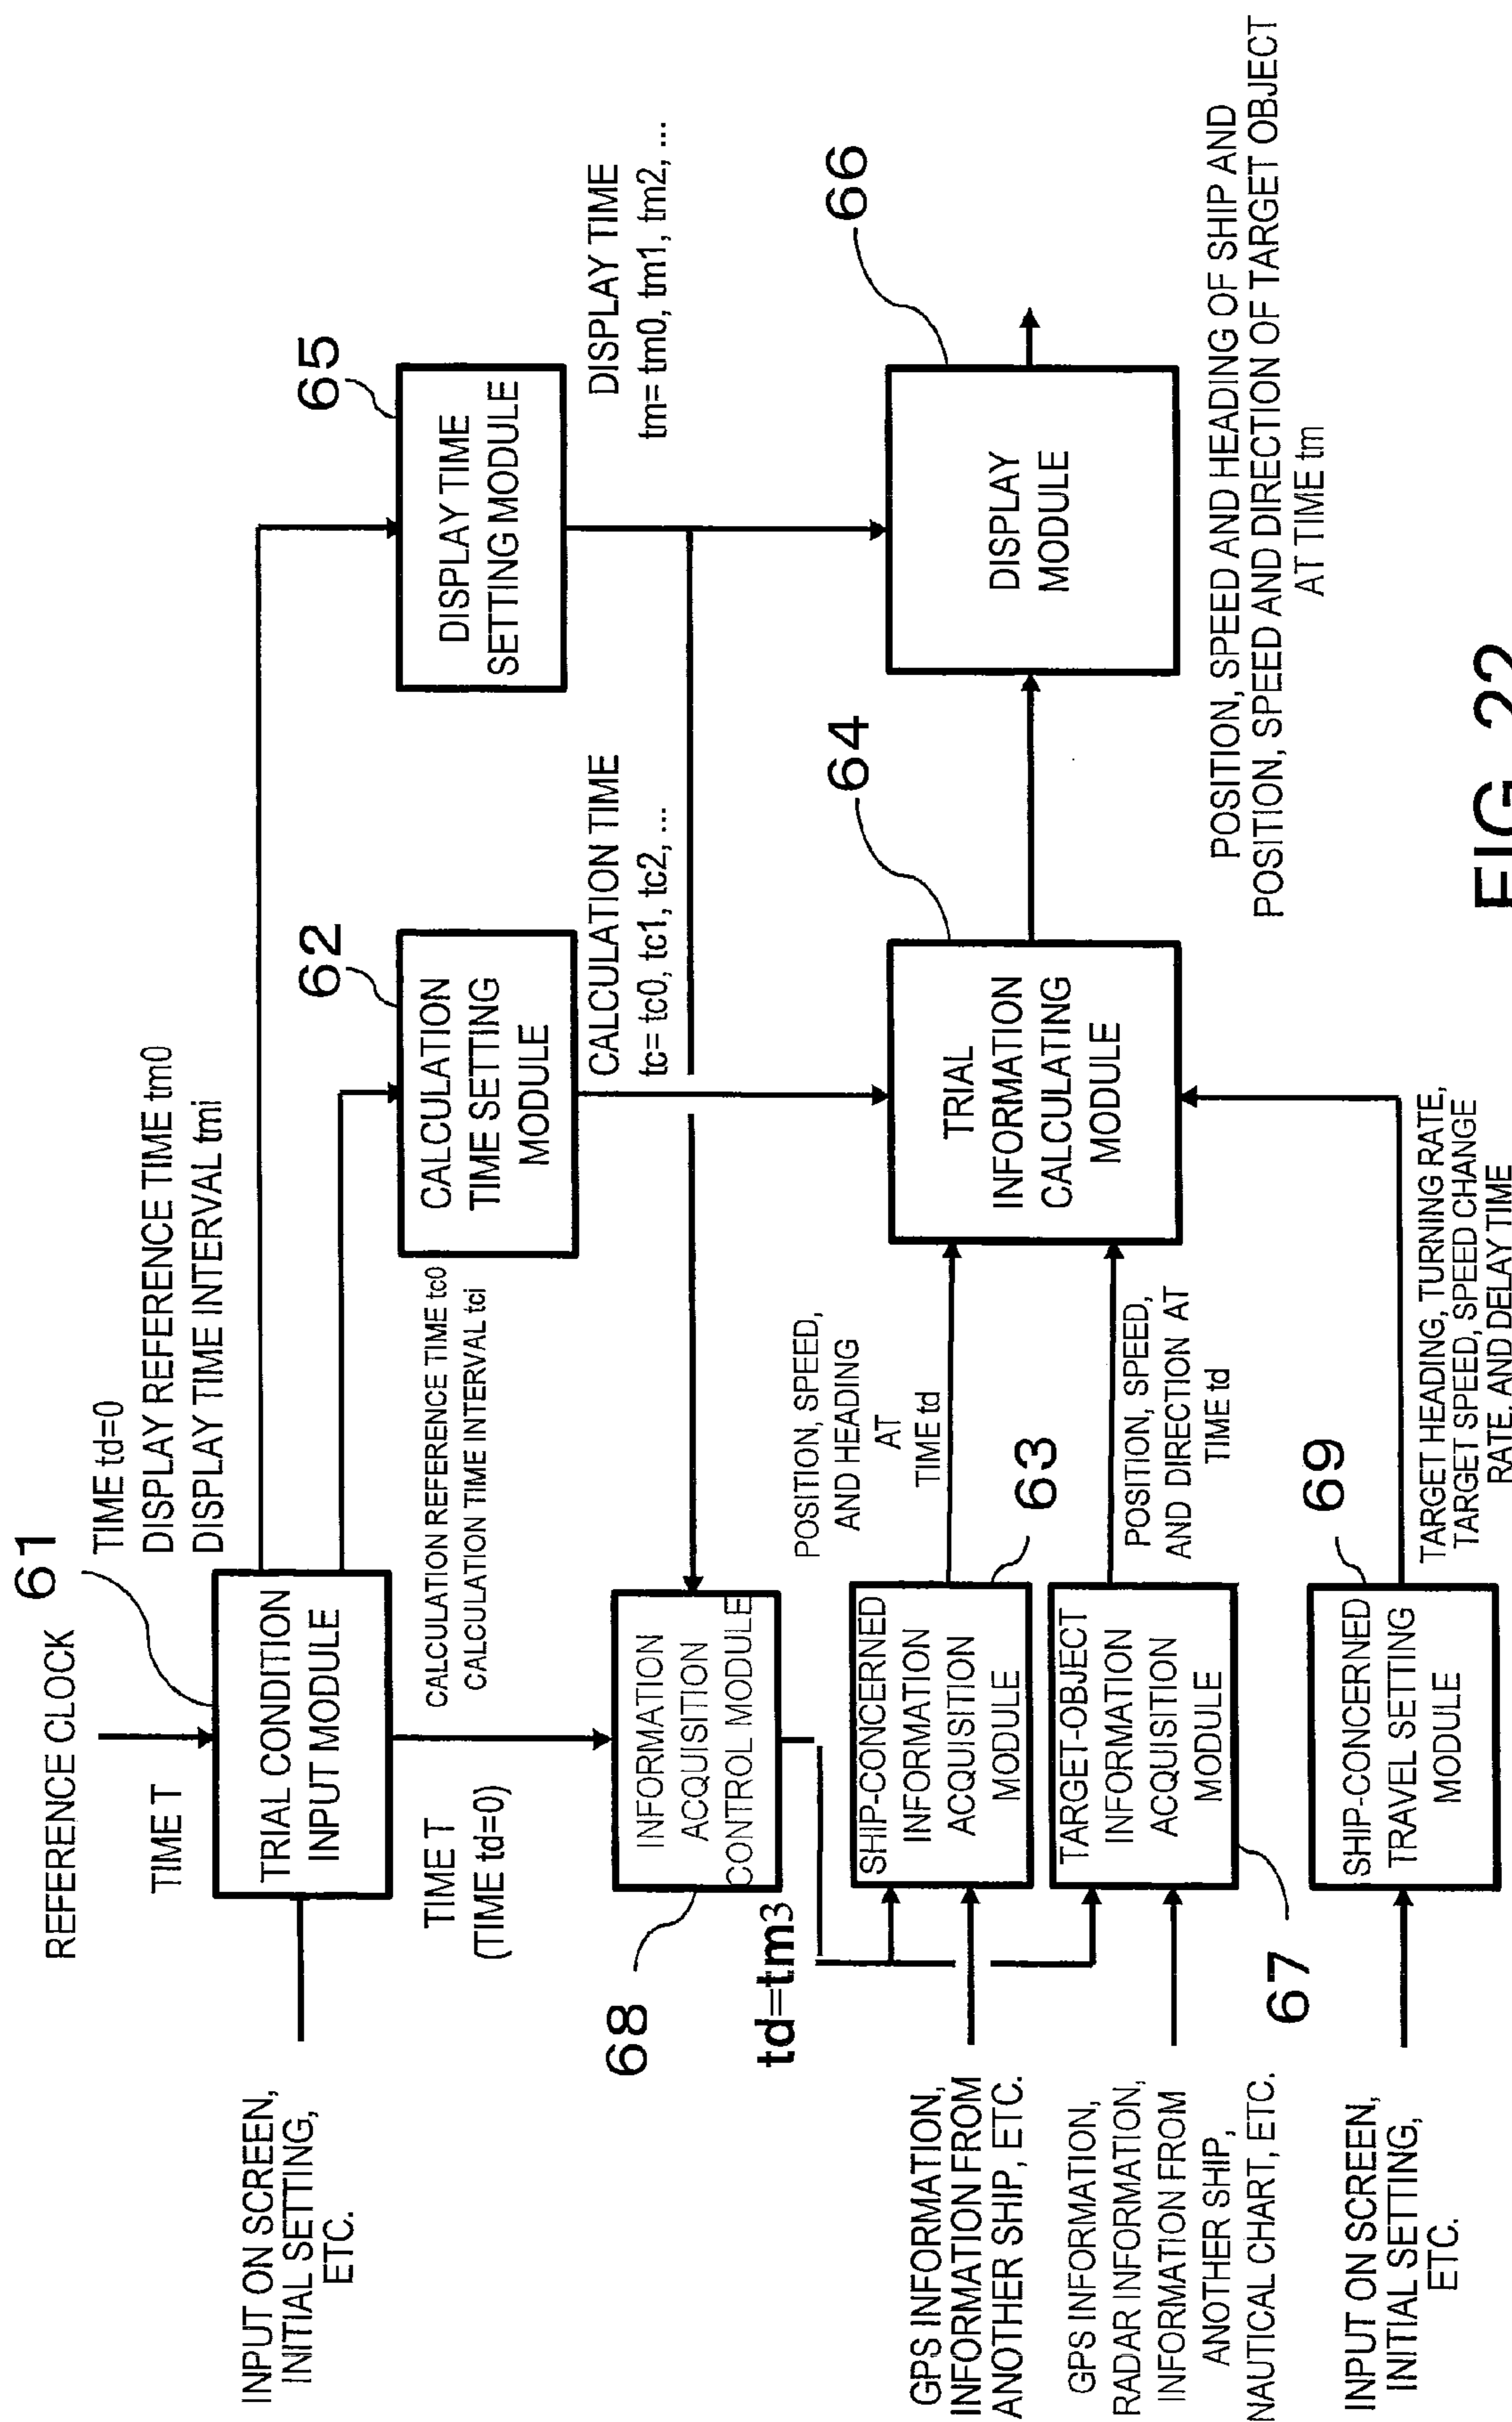 REFERENCE CLOCK
TIME T
61
TIME td=0
DISPLAY REFERENCE TIME tm0
DISPLAY TIME INTERVAL tmi
INPUT ON SCREEN,
INITIAL SETTING,
ETC.
TRIAL CONDITION
INPUT MODULE
62
CALCULATION
TIME SETTING
MODULE
65
DISPLAY TIME
SETTING MODULE
CALCULATION REFERENCE TIME tc0
CALCULATION TIME INTERVAL tci
TIME T
(TIME td=0)
CALCULATION TIME
tc= tc0, tc1, tc2, ...
DISPLAY TIME
tm= tm0, tm1, tm2, ...
68
INFORMATION
ACQUISITION
CONTROL MODULE
td=tm3
POSITION, SPEED,
AND HEADING
AT
TIME td
64
66
GPS INFORMATION,
INFORMATION FROM
ANOTHER SHIP, ETC.
SHIP-CONCERNED
INFORMATION
ACQUISITION
MODULE
63
TRIAL
INFORMATION
CALCULATING
MODULE
DISPLAY
MODULE
GPS INFORMATION,
RADAR INFORMATION,
INFORMATION FROM
ANOTHER SHIP,
NAUTICAL CHART, ETC.
TARGET-OBJECT
INFORMATION
ACQUISITION
MODULE
67
POSITION, SPEED,
AND DIRECTION AT
TIME td
POSITION, SPEED AND HEADING OF SHIP AND
POSITION, SPEED AND DIRECTION OF TARGET OBJECT
AT TIME tm
69
INPUT ON SCREEN,
INITIAL SETTING,
ETC.
SHIP-CONCERNED
TRAVEL SETTING
MODULE
TARGET HEADING, TURNING RATE,
TARGET SPEED, SPEED CHANGE
RATE, AND DELAY TIME
FIG. 22